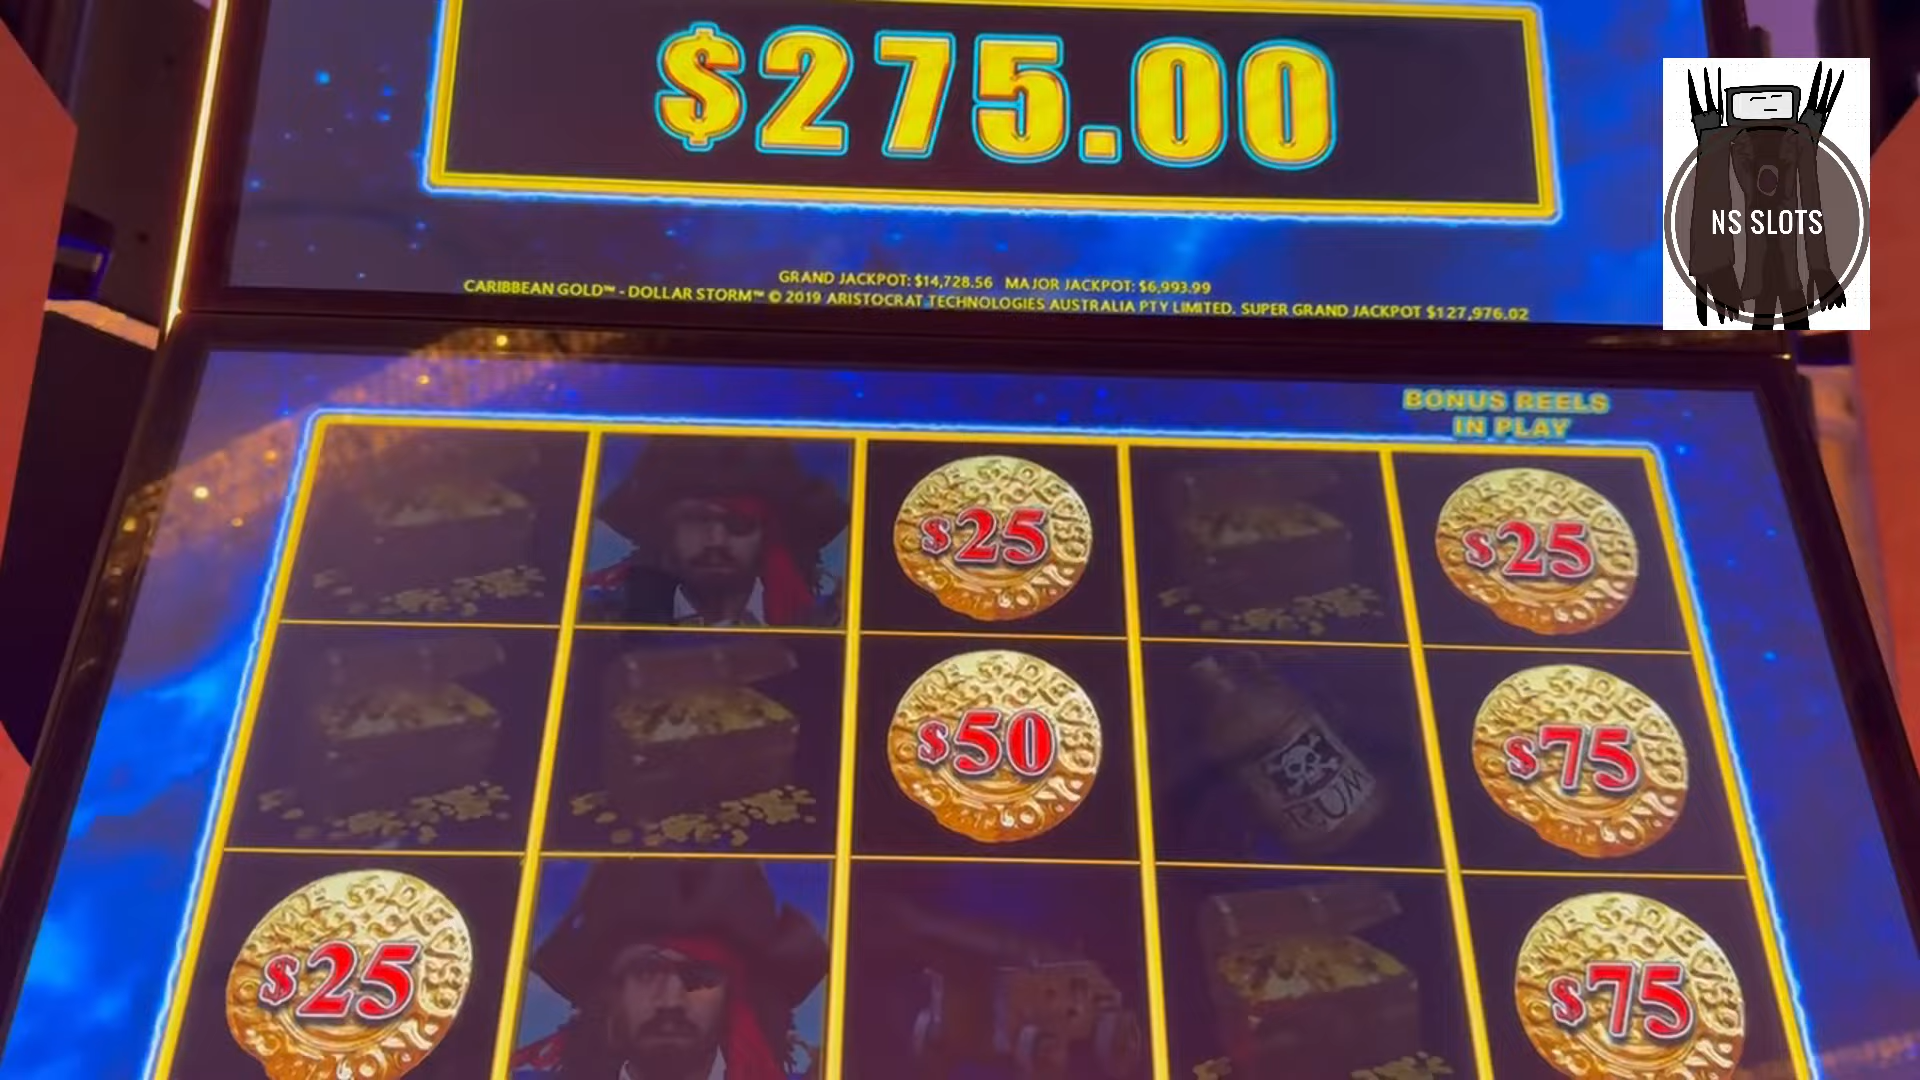 $275.00
NS SLOTS
GRAND JACKPOT: $14,728.56 MAJOR JACKPOT: $6,993.99
CARIBBEAN GOLD™ - DOLLAR STORM™ © 2019 ARISTOCRAT TECHNOLOGIES AUSTRALIA PTY LIMITED. SUPER GRAND JACKPOT $127,976.02
BONUS REELS
IN PLAY
$25
$25
$50
RUM
$75
$25
$75